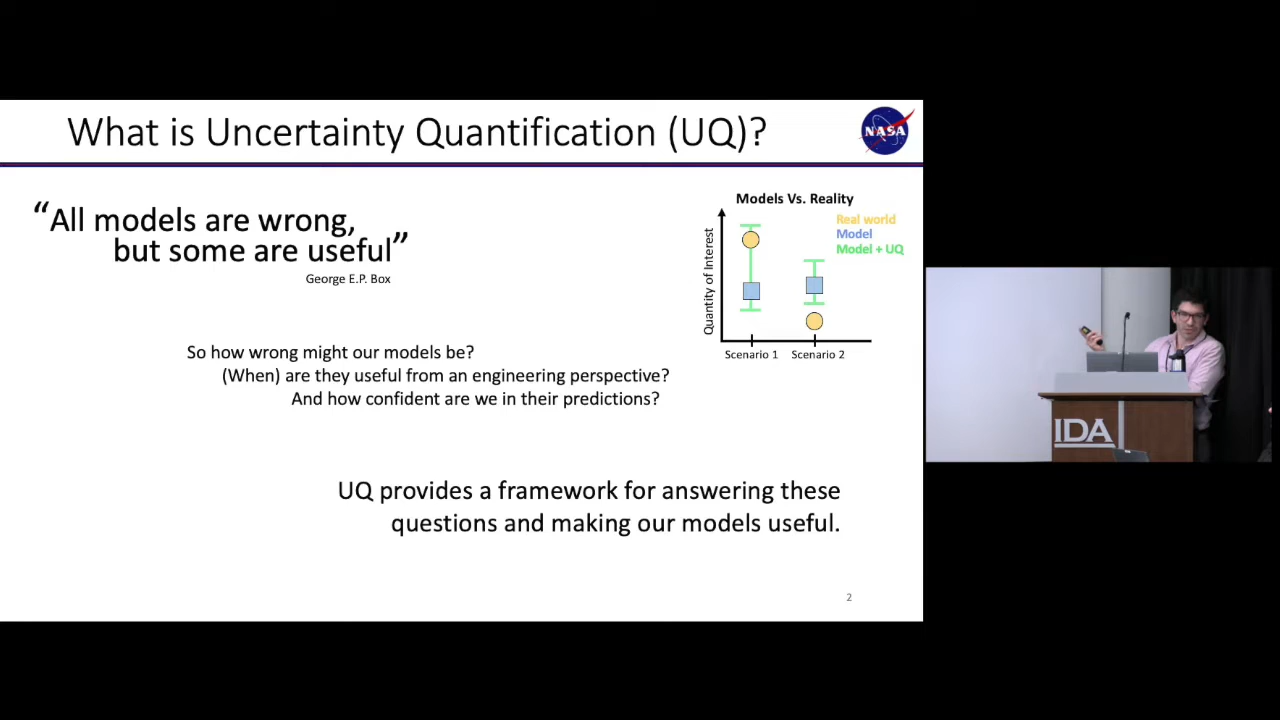 What is Uncertainty Quantification (UQ)?
NASA
“All models are wrong,
but some are useful”
George E.P. Box
Models Vs. Reality
Real world
Model
Model + UQ
Quantity of Interest
Scenario 1
Scenario 2
So how wrong might our models be?
(When) are they useful from an engineering perspective?
And how confident are we in their predictions?
UQ provides a framework for answering these
questions and making our models useful.
2
IDA